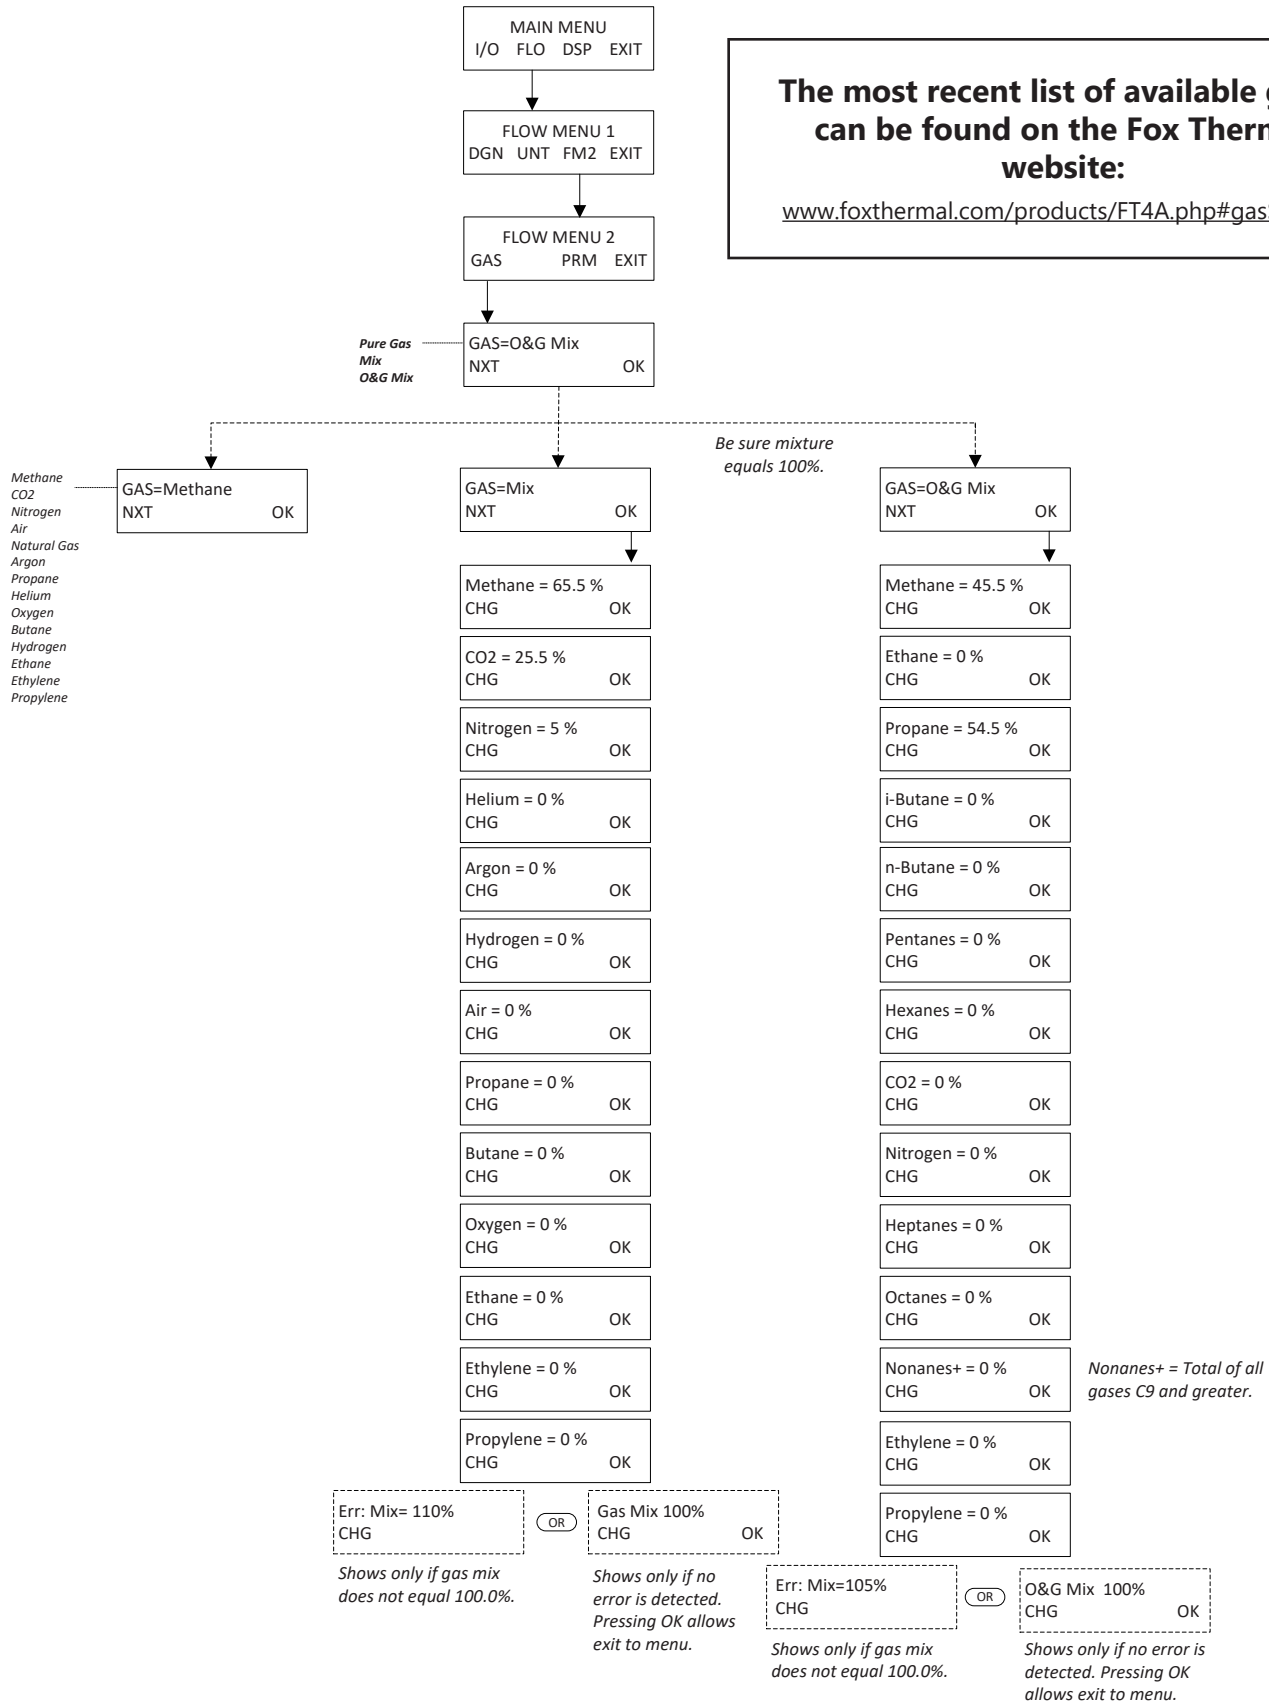 MAIN MENU
I/O FLO DSP EXIT
The most recent list of available
can be found on the Fox
website:
www.foxthermal.com/products/FT4A.php#gas
FLOW MENU 1
DGN UNT FM2 EXIT
FLOW MENU 2
GAS PRM EXIT
Pure Gas
Mix
O&G Mix
GAS=O&G Mix
NXT OK
Be sure mixture
equals 100%.
Methane
CO2
Nitrogen
Air
Natural Gas
Argon
Propane
Helium
Oxygen
Butane
Hydrogen
Ethane
Ethylene
Propylene
GAS=Methane
NXT OK
GAS=Mix
NXT OK
Methane = 65.5 %
CHG OK
CO2 = 25.5 %
CHG OK
Nitrogen = 5 %
CHG OK
Helium = 0 %
CHG OK
Argon = 0 %
CHG OK
Hydrogen = 0 %
CHG OK
Air = 0 %
CHG OK
Propane = 0 %
CHG OK
Butane = 0 %
CHG OK
Oxygen = 0 %
CHG OK
Ethane = 0 %
CHG OK
Ethylene = 0 %
CHG OK
Propylene = 0 %
CHG OK
Err: Mix= 110%
CHG
OR
Gas Mix 100%
CHG OK
Shows only if gas mix
does not equal 100.0%.
Shows only if no
error is detected.
Pressing OK allows
exit to menu.
GAS=O&G Mix
NXT OK
Methane = 45.5 %
CHG OK
Ethane = 0 %
CHG OK
Propane = 54.5 %
CHG OK
i-Butane = 0 %
CHG OK
n-Butane = 0 %
CHG OK
Pentanes = 0 %
CHG OK
Hexanes = 0 %
CHG OK
CO2 = 0 %
CHG OK
Nitrogen = 0 %
CHG OK
Heptanes = 0 %
CHG OK
Octanes = 0 %
CHG OK
Nonanes+ = 0 %
CHG OK
Nonanes+ = Total of all
gases C9 and greater.
Ethylene = 0 %
CHG OK
Propylene = 0 %
CHG OK
Err: Mix=105%
CHG
OR
O&G Mix 100%
CHG OK
Shows only if gas mix
does not equal 100.0%.
Shows only if no error is
detected. Pressing OK
allows exit to menu.